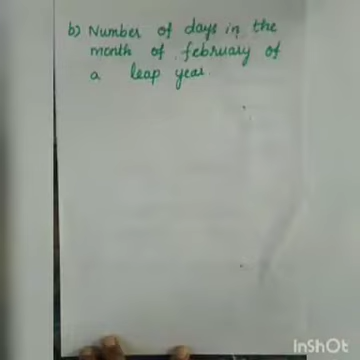 b) Number of days in the
month of february of
a leap year.
InShOt